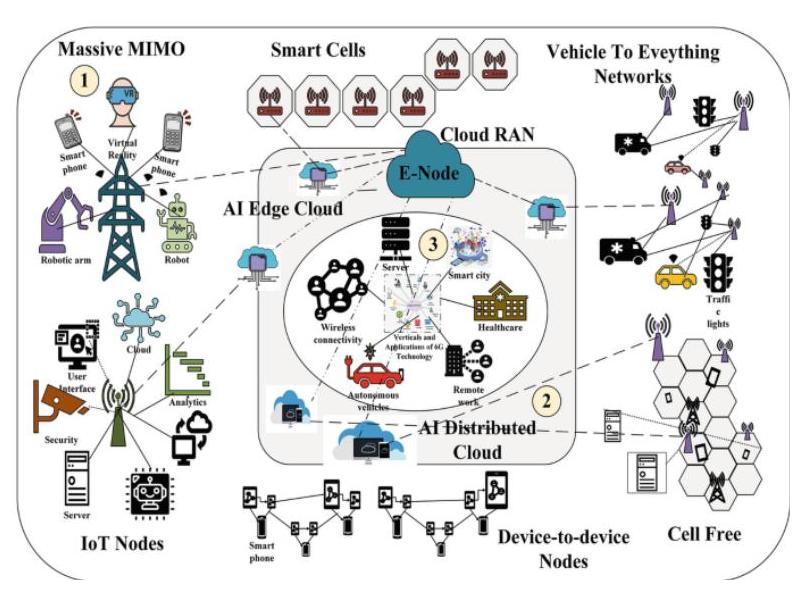 Massive MIMO
1
VR
Virtual
Reality
Smart
phone
Smart
phone
Robotic arm
Robot
Smart Cells
Vehicle To Eveything
Networks
Cloud RAN
E-Node
AI Edge Cloud
3
Server
Smart city
Wireless
connectivity
Verticals and
Applications of 6G
Technology
Healthcare
Autonomous
vehicles
Remote
work
Traffi
c
lights
Cloud
User
Interface
Analytics
Security
Server
IoT Nodes
2
AI Distributed
Cloud
Smart
phone
Device-to-device
Nodes
Cell Free